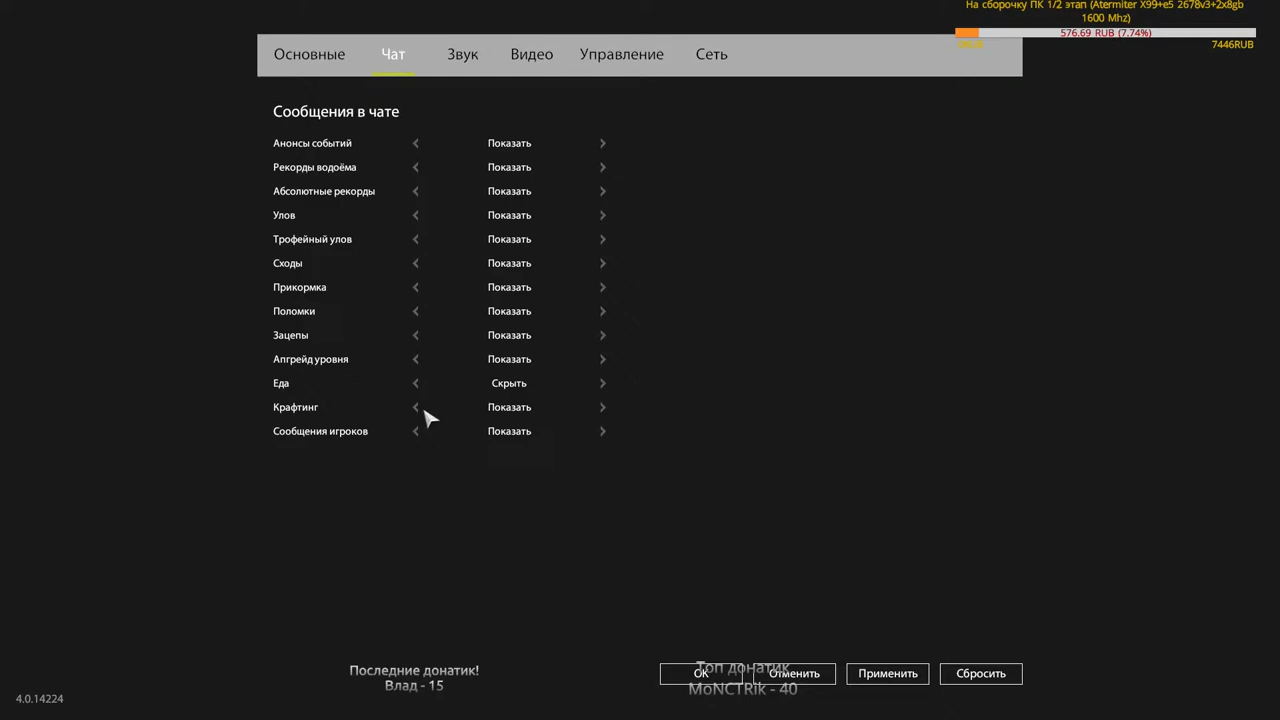 На сборочку ПК 1/2 этап (Atermiter X99+e5 2678v3+2x8gb
1600 Mhz)
576.69 RUB (7.74%)
7446RUB
Основные Чат Звук Видео Управление Сеть
Сообщения в чате
Анонсы событий Показать
Рекорды водоёма Показать
Абсолютные рекорды Показать
Улов Показать
Трофейный улов Показать
Сходы Показать
Прикормка Показать
Поломки Показать
Зацепы Показать
Апгрейд уровня Показать
Еда Скрыть
Крафтинг Показать
Сообщения игроков Показать
Последние донатик!
Влад - 15
Топ донатик
MoNCTRik - 40
OK Отменить Применить Сбросить
4.0.14224